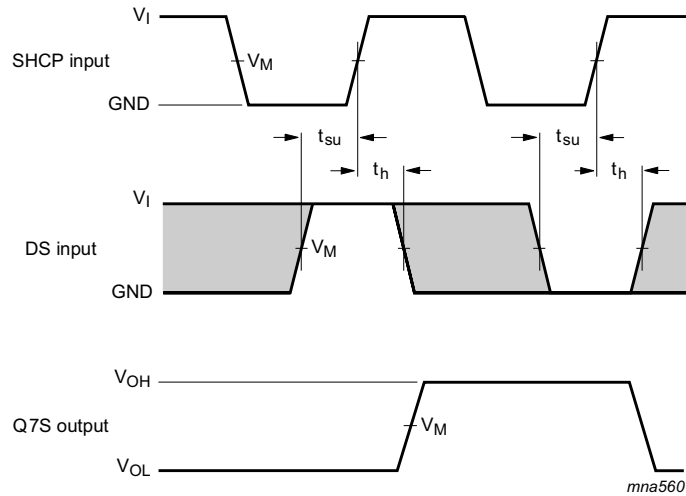 V_I
SHCP input
V_M
GND
t_su
t_su
t_h
t_h
V_I
DS input
V_M
GND
V_OH
Q7S output
V_M
V_OL
mna560